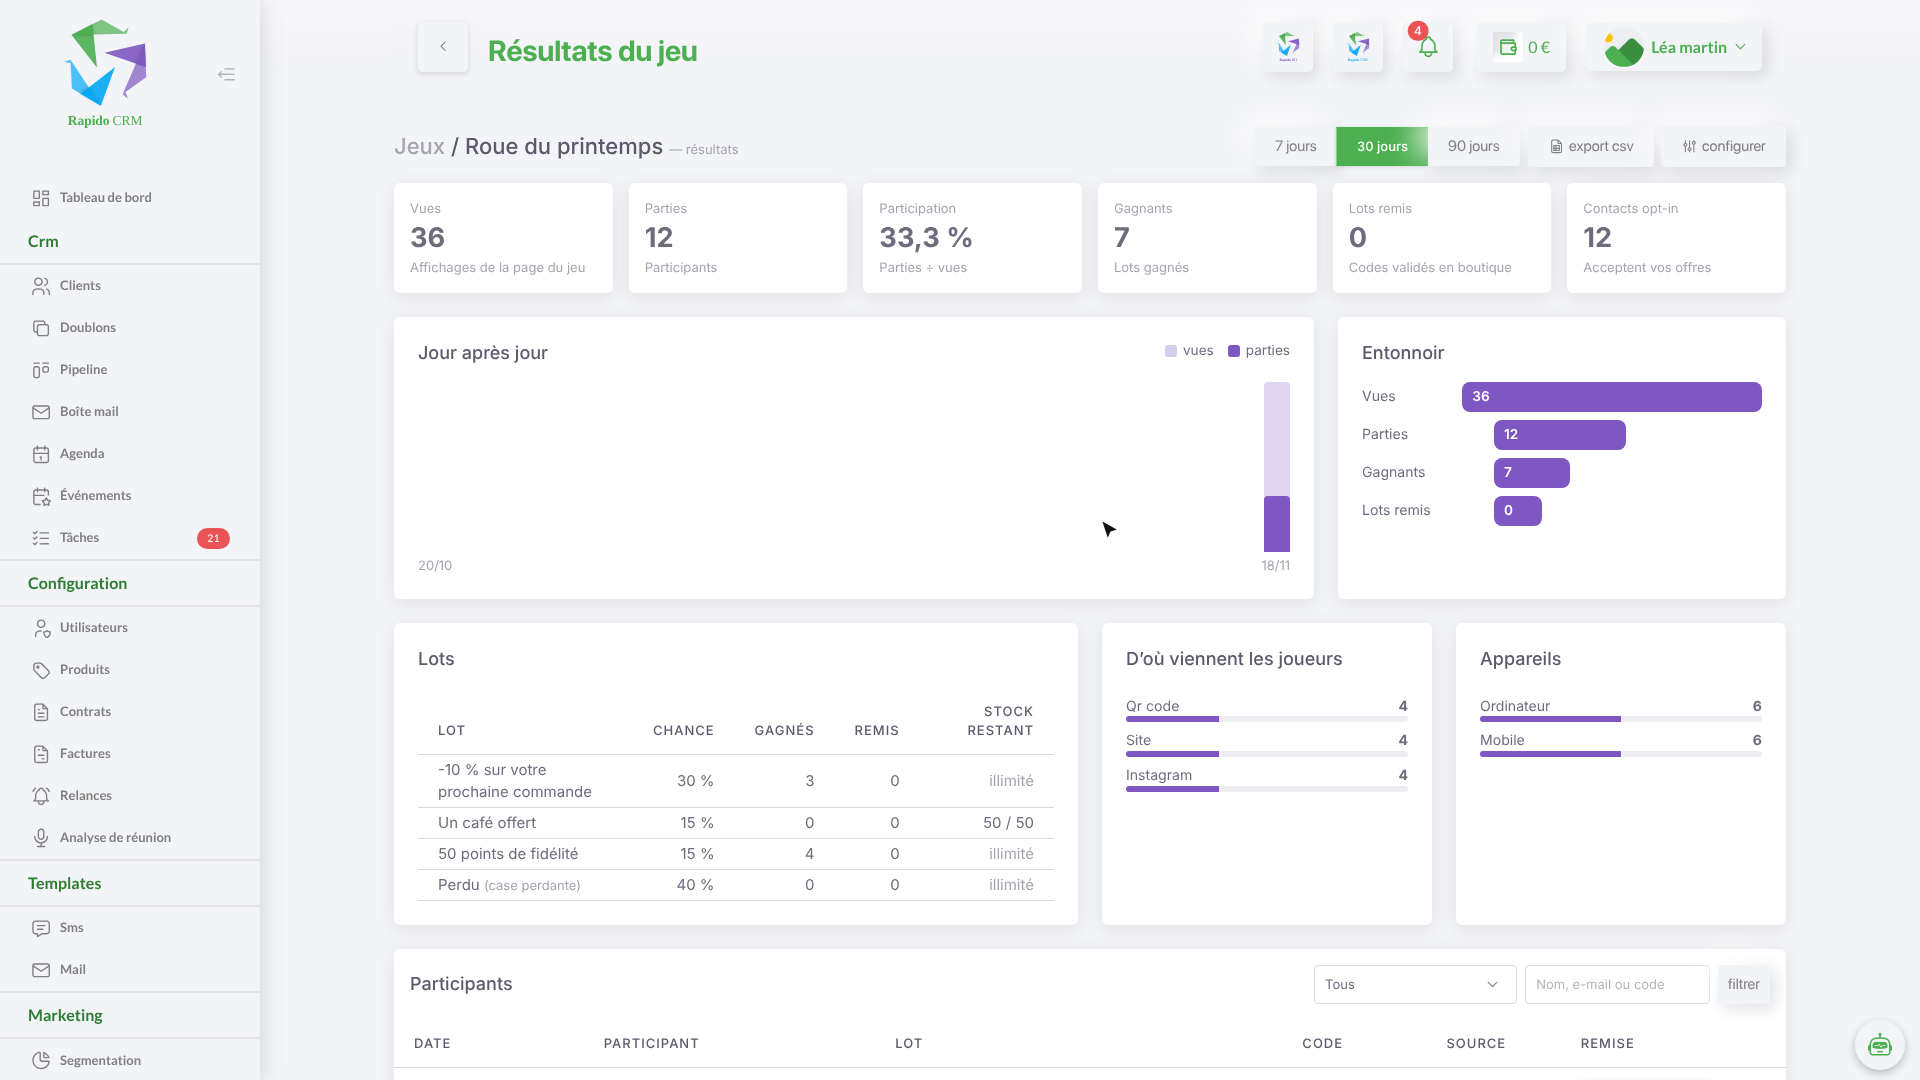 Rapido CRM
Tableau de bord
Crm
Clients
Doublons
Pipeline
Boîte mail
Agenda
Événements
Tâches 21
Configuration
Utilisateurs
Produits
Contrats
Factures
Relances
Analyse de réunion
Templates
Sms
Mail
Marketing
Segmentation
Résultats du jeu
4
0 €
Léa martin
Jeux / Roue du printemps — résultats
7 jours
30 jours
90 jours
export csv
configurer
Vues
36
Affichages de la page du jeu
Parties
12
Participants
Participation
33,3 %
Parties ÷ vues
Gagnants
7
Lots gagnés
Lots remis
0
Codes validés en boutique
Contacts opt-in
12
Acceptent vos offres
Jour après jour
vues parties
20/10 18/11
Entonnoir
Vues 36
Parties 12
Gagnants 7
Lots remis 0
Lots
LOT CHANCE GAGNÉS REMIS STOCK RESTANT
-10 % sur votre prochaine commande 30 % 3 0 illimité
Un café offert 15 % 0 0 50 / 50
50 points de fidélité 15 % 4 0 illimité
Perdu (case perdante) 40 % 0 0 illimité
D’où viennent les joueurs
Qr code 4
Site 4
Instagram 4
Appareils
Ordinateur 6
Mobile 6
Participants
Tous
Nom, e-mail ou code
filtrer
DATE PARTICIPANT LOT CODE SOURCE REMISE